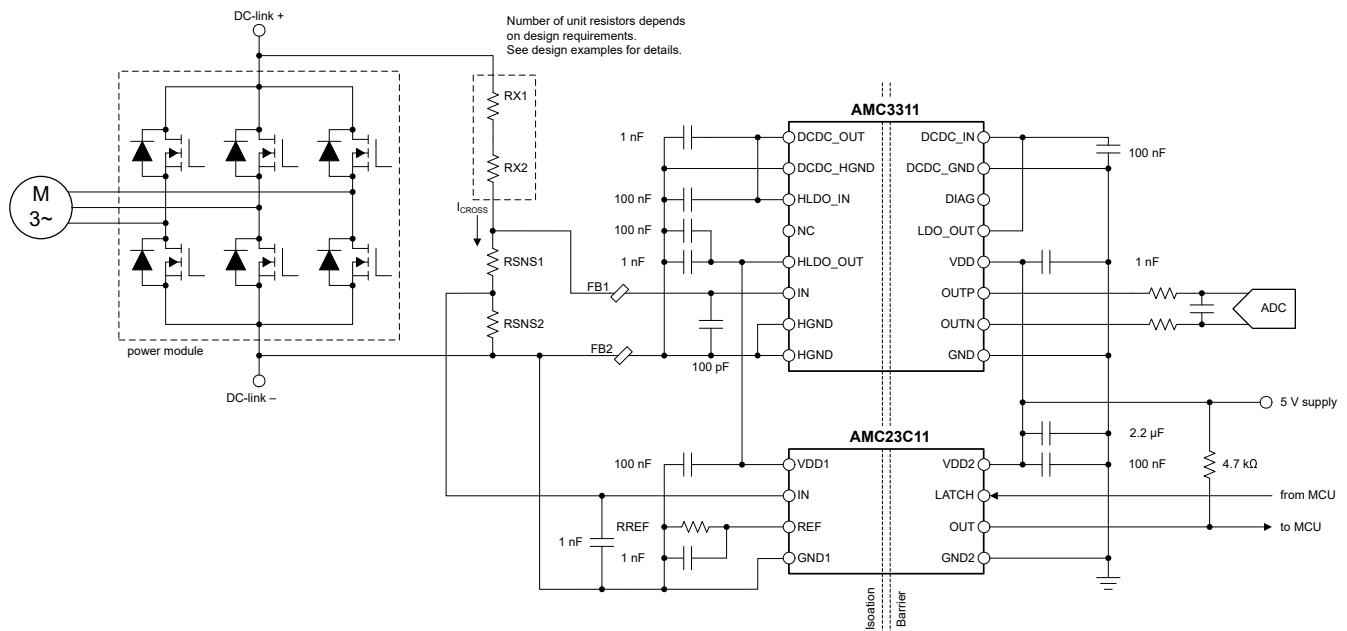 DC-link +
Number of unit resistors depends
on design requirements.
See design examples for details.
RX1
RX2
I_CROSS
RSNS1
RSNS2
M
3~
power module
DC-link –
FB1
FB2
AMC3311
1 nF
100 nF
100 nF
1 nF
100 pF
DCDC_OUT
DCDC_HGND
HLDO_IN
NC
HLDO_OUT
IN
HGND
HGND
DCDC_IN
DCDC_GND
DIAG
LDO_OUT
VDD
OUTP
OUTN
GND
100 nF
1 nF
ADC
5 V supply
2.2 µF
100 nF
4.7 kΩ
AMC23C11
100 nF
RREF
1 nF
1 nF
VDD1
IN
REF
GND1
VDD2
LATCH
OUT
GND2
from MCU
to MCU
Isoation
Barrier